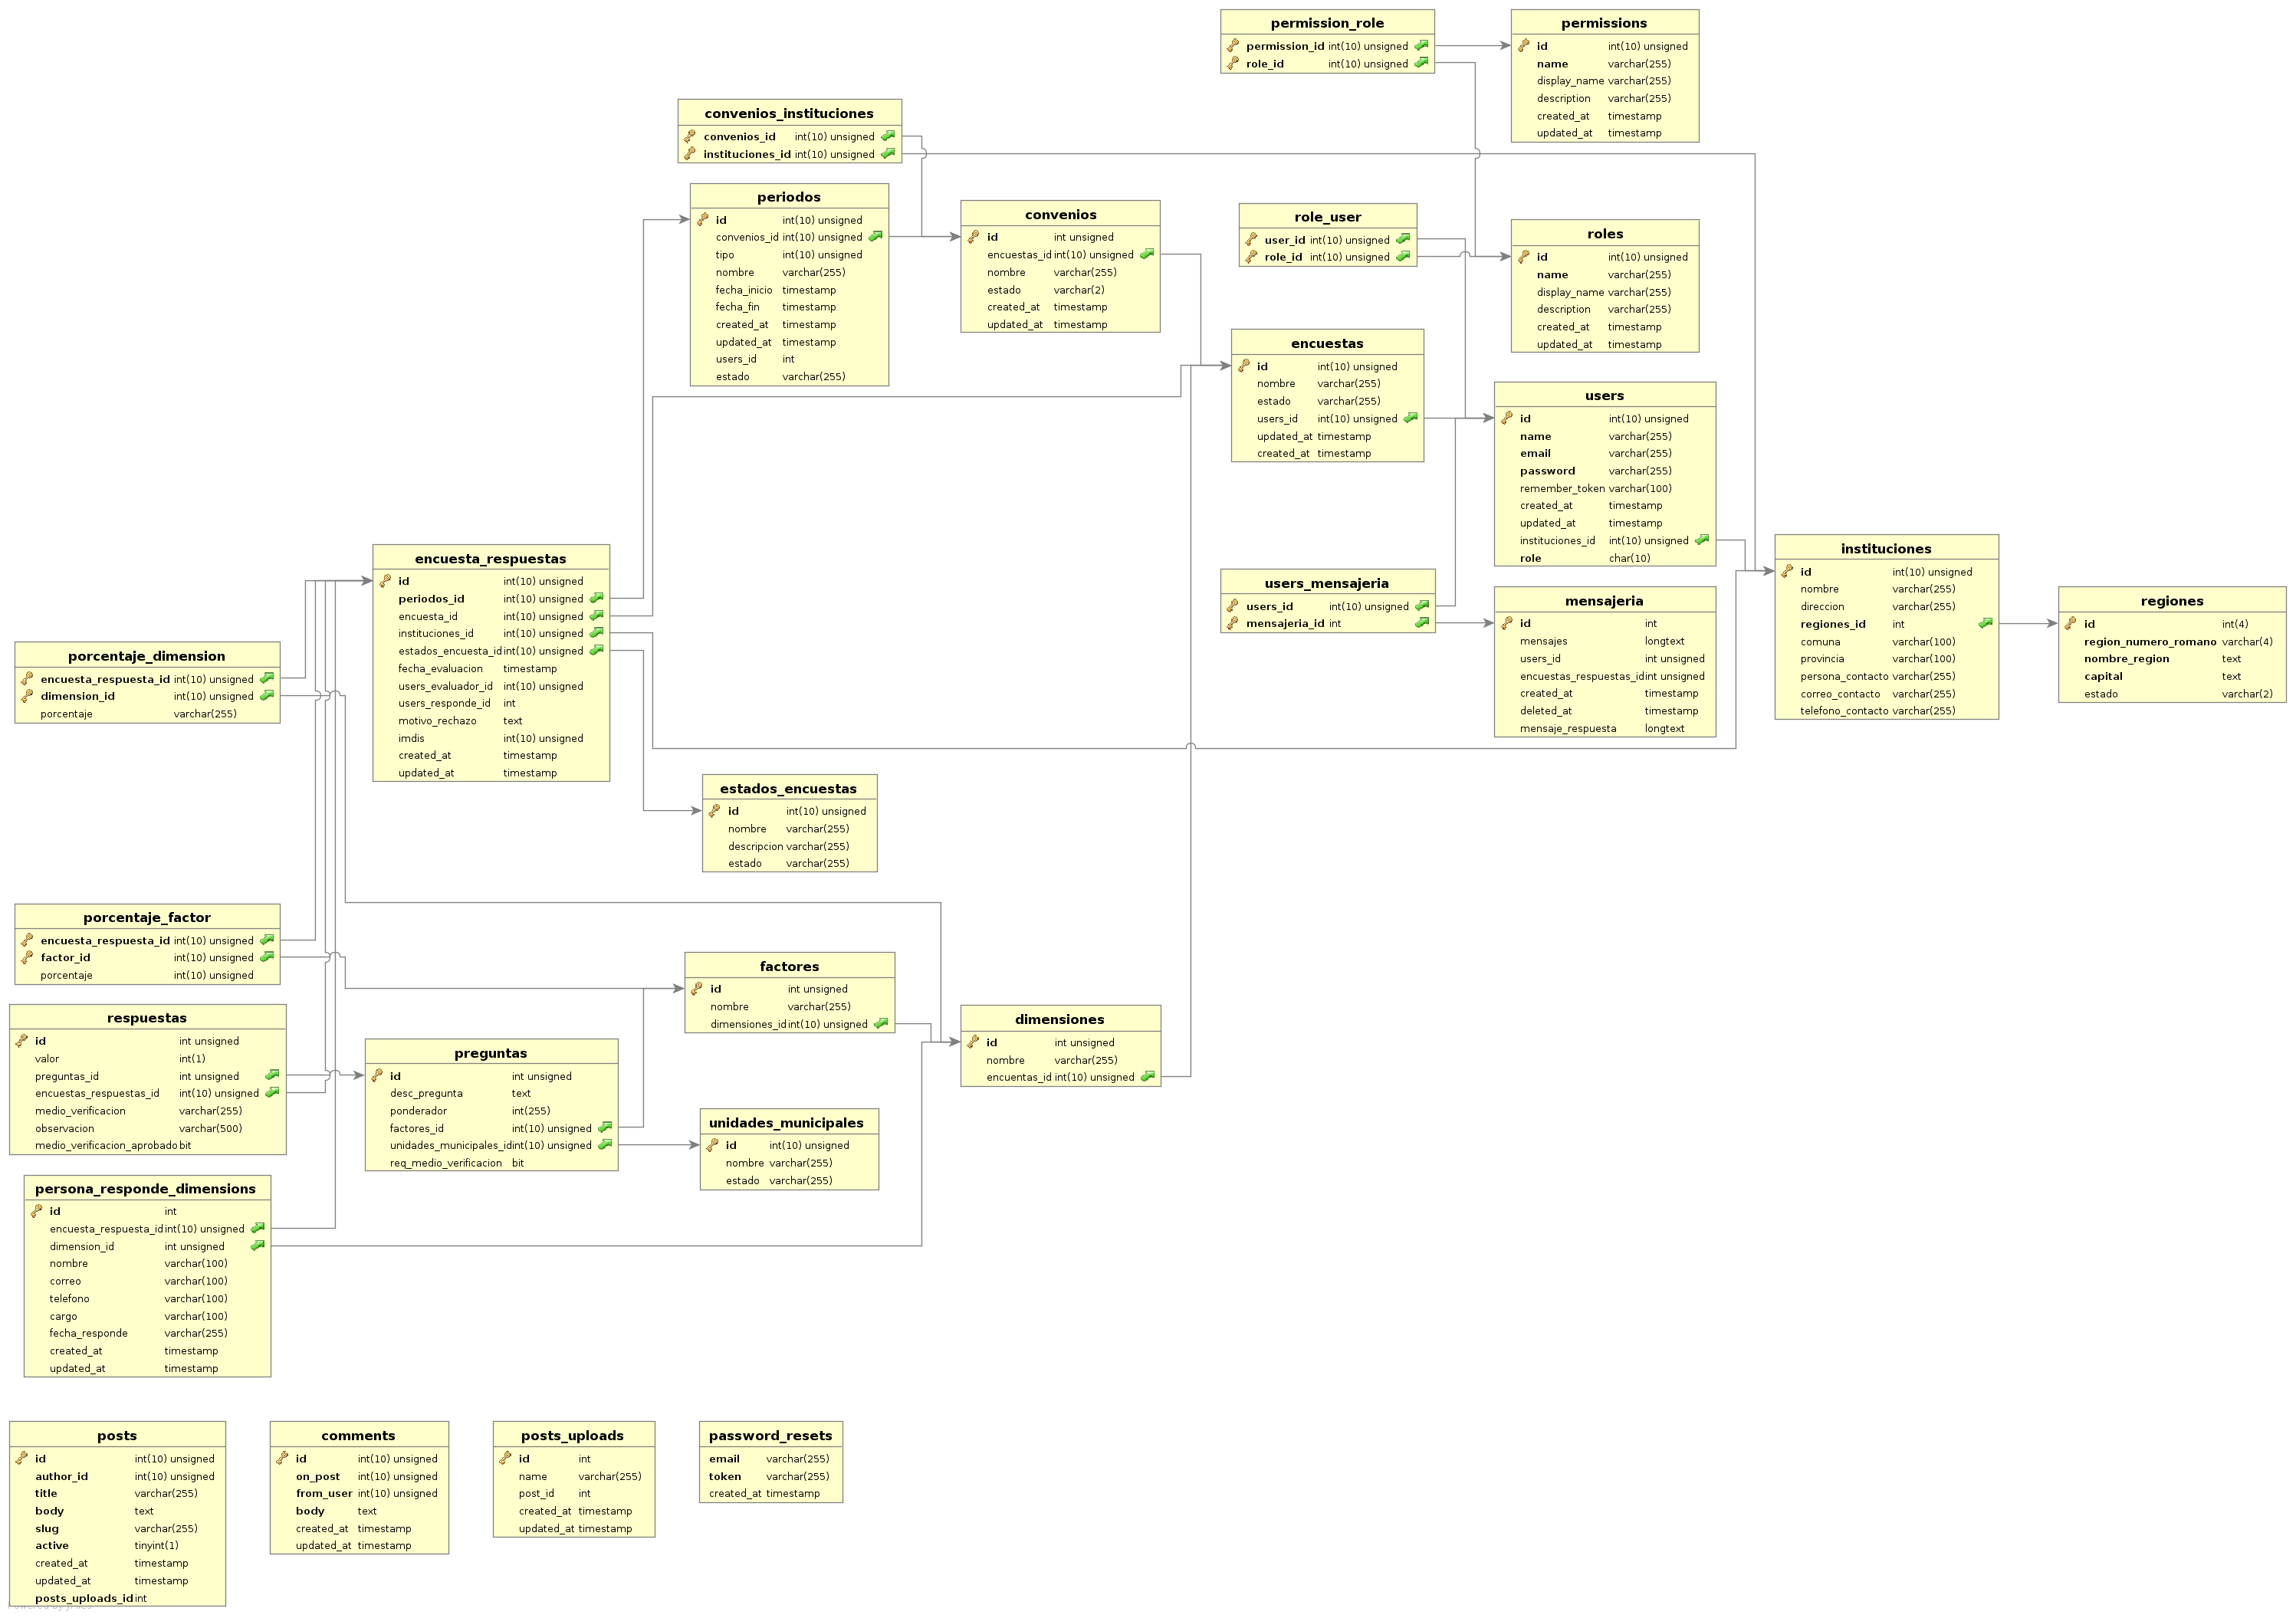 permission_role
permission_id int(10) unsigned
role_id int(10) unsigned
permissions
id int(10) unsigned
name varchar(255)
display_name varchar(255)
description varchar(255)
created_at timestamp
updated_at timestamp
convenios_instituciones
convenios_id int(10) unsigned
instituciones_id int(10) unsigned
periodos
id int(10) unsigned
convenios_id int(10) unsigned
tipo int(10) unsigned
nombre varchar(255)
fecha_inicio timestamp
fecha_fin timestamp
created_at timestamp
updated_at timestamp
users_id int
estado varchar(255)
convenios
id int unsigned
encuestas_id int(10) unsigned
nombre varchar(255)
estado varchar(2)
created_at timestamp
updated_at timestamp
role_user
user_id int(10) unsigned
role_id int(10) unsigned
roles
id int(10) unsigned
name varchar(255)
display_name varchar(255)
description varchar(255)
created_at timestamp
updated_at timestamp
encuestas
id int(10) unsigned
nombre varchar(255)
estado varchar(255)
users_id int(10) unsigned
updated_at timestamp
created_at timestamp
users
id int(10) unsigned
name varchar(255)
email varchar(255)
password varchar(255)
remember_token varchar(100)
created_at timestamp
updated_at timestamp
instituciones_id int(10) unsigned
role char(10)
encuesta_respuestas
id int(10) unsigned
periodos_id int(10) unsigned
encuesta_id int(10) unsigned
instituciones_id int(10) unsigned
estados_encuesta_id int(10) unsigned
fecha_evaluacion timestamp
users_evaluador_id int(10) unsigned
users_responde_id int
motivo_rechazo text
imdis int(10) unsigned
created_at timestamp
updated_at timestamp
users_mensajeria
users_id int(10) unsigned
mensajeria_id int
mensajeria
id int
mensajes longtext
users_id int unsigned
encuestas_respuestas_id int unsigned
created_at timestamp
deleted_at timestamp
mensaje_respuesta longtext
instituciones
id int(10) unsigned
nombre varchar(255)
direccion varchar(255)
regiones_id int
comuna varchar(100)
provincia varchar(100)
persona_contacto varchar(255)
correo_contacto varchar(255)
telefono_contacto varchar(255)
regiones
id int(4)
region_numero_romano varchar(4)
nombre_region text
capital text
estado varchar(2)
porcentaje_dimension
encuesta_respuesta_id int(10) unsigned
dimension_id int(10) unsigned
porcentaje varchar(255)
estados_encuestas
id int(10) unsigned
nombre varchar(255)
descripcion varchar(255)
estado varchar(255)
porcentaje_factor
encuesta_respuesta_id int(10) unsigned
factor_id int(10) unsigned
porcentaje int(10) unsigned
factores
id int unsigned
nombre varchar(255)
dimensiones_id int(10) unsigned
respuestas
id int unsigned
valor int(1)
preguntas_id int unsigned
encuestas_respuestas_id int(10) unsigned
medio_verificacion varchar(255)
observacion varchar(500)
medio_verificacion_aprobado bit
preguntas
id int unsigned
desc_pregunta text
ponderador int(255)
factores_id int(10) unsigned
unidades_municipales_id int(10) unsigned
req_medio_verificacion bit
dimensiones
id int unsigned
nombre varchar(255)
encuentas_id int(10) unsigned
unidades_municipales
id int(10) unsigned
nombre varchar(255)
estado varchar(255)
persona_responde_dimensions
id int
encuesta_respuesta_id int(10) unsigned
dimension_id int unsigned
nombre varchar(100)
correo varchar(100)
telefono varchar(100)
cargo varchar(100)
fecha_responde varchar(255)
created_at timestamp
updated_at timestamp
posts
id int(10) unsigned
author_id int(10) unsigned
title varchar(255)
body text
slug varchar(255)
active tinyint(1)
created_at timestamp
updated_at timestamp
posts_uploads_id int
comments
id int(10) unsigned
on_post int(10) unsigned
from_user int(10) unsigned
body text
created_at timestamp
updated_at timestamp
posts_uploads
id int
name varchar(255)
post_id int
created_at timestamp
updated_at timestamp
password_resets
email varchar(255)
token varchar(255)
created_at timestamp